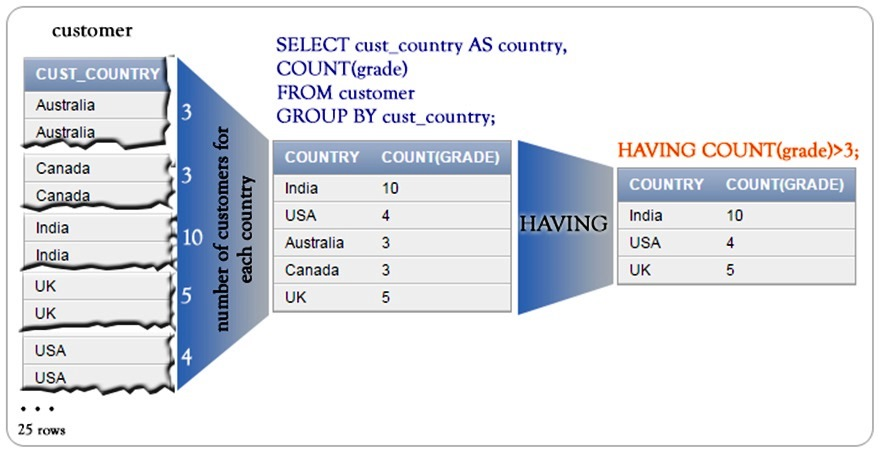 customer
CUST_COUNTRY
Australia
Australia
Canada
Canada
India
India
UK
UK
USA
USA
. . .
25 rows
3
3
10
5
4
number of customers for
each country
SELECT cust_country AS country,
COUNT(grade)
FROM customer
GROUP BY cust_country;
COUNTRY COUNT(GRADE)
India 10
USA 4
Australia 3
Canada 3
UK 5
HAVING
HAVING COUNT(grade)>3;
COUNTRY COUNT(GRADE)
India 10
USA 4
UK 5